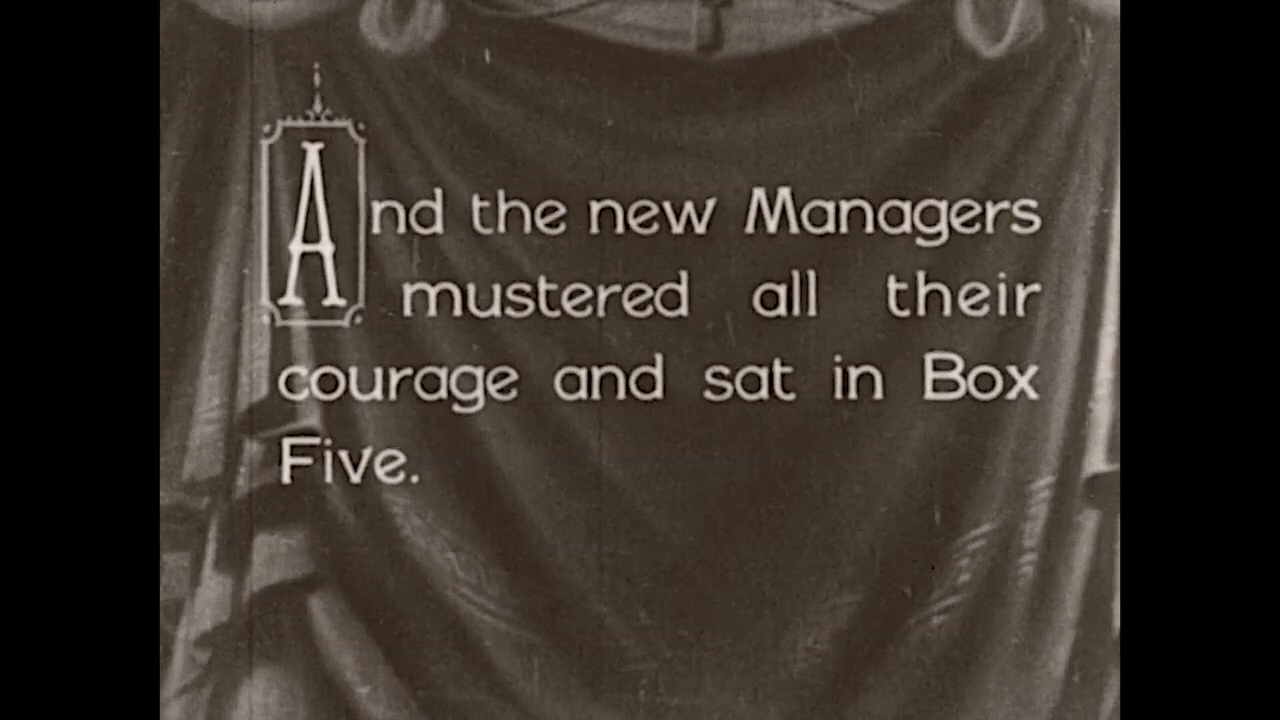 And the new Managers
mustered all their
courage and sat in Box
Five.